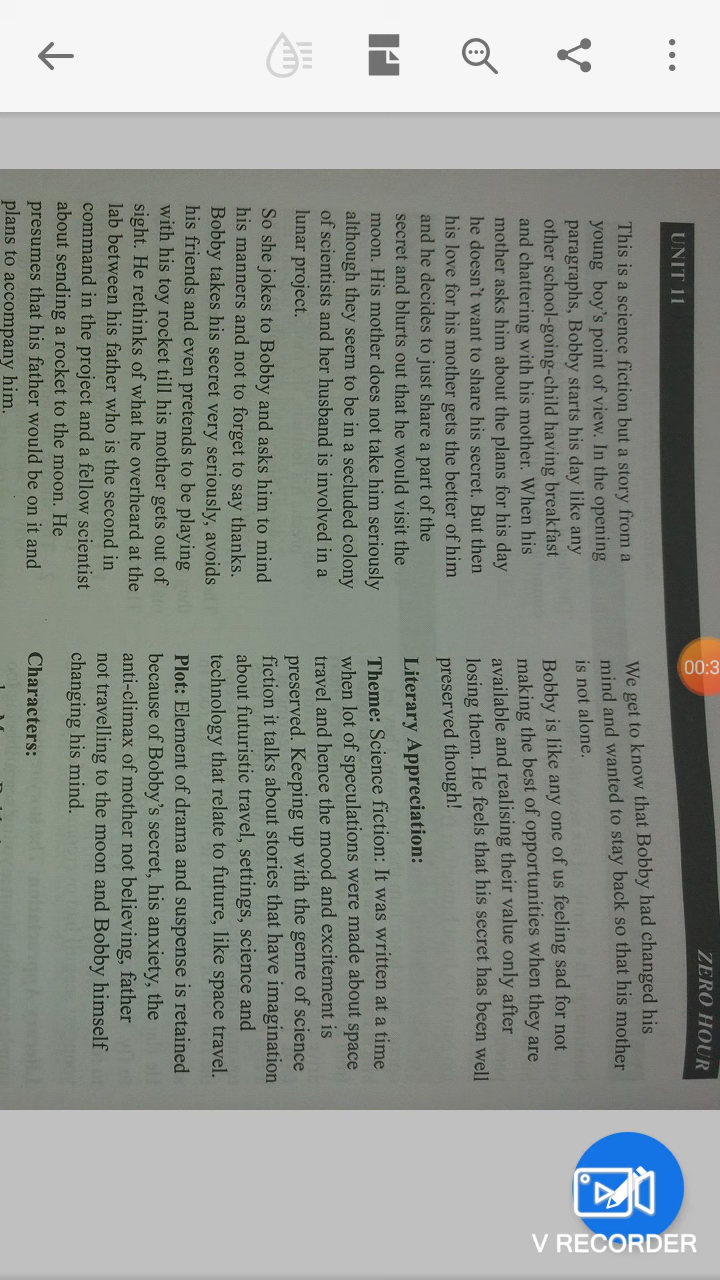 UNIT 11
ZERO HOUR
This is a science fiction but a story from a
young boy's point of view. In the opening
paragraphs, Bobby starts his day like any
other school-going-child having breakfast
and chattering with his mother. When his
mother asks him about the plans for his day
he doesn't want to share his secret. But then
his love for his mother gets the better of him
and he decides to just share a part of the
secret and blurts out that he would visit the
moon. His mother does not take him seriously
although they seem to be in a secluded colony
of scientists and her husband is involved in a
lunar project.
So she jokes to Bobby and asks him to mind
his manners and not to forget to say thanks.
Bobby takes his secret very seriously, avoids
his friends and even pretends to be playing
with his toy rocket till his mother gets out of
sight. He rethinks of what he overheard at the
lab between his father who is the second in
command in the project and a fellow scientist
about sending a rocket to the moon. He
presumes that his father would be on it and
plans to accompany him.
We get to know that Bobby had changed his
mind and wanted to stay back so that his mother
is not alone.
Bobby is like any one of us feeling sad for not
making the best of opportunities when they are
available and realising their value only after
losing them. He feels that his secret has been well
preserved though!
Literary Appreciation:
Theme: Science fiction: It was written at a time
when lot of speculations were made about space
travel and hence the mood and excitement is
preserved. Keeping up with the genre of science
fiction it talks about stories that have imagination
about futuristic travel, settings, science and
technology that relate to future, like space travel.
Plot: Element of drama and suspense is retained
because of Bobby's secret, his anxiety, the
anti-climax of mother not believing, father
not travelling to the moon and Bobby himself
changing his mind.
Characters:
00:3
V RECORDER